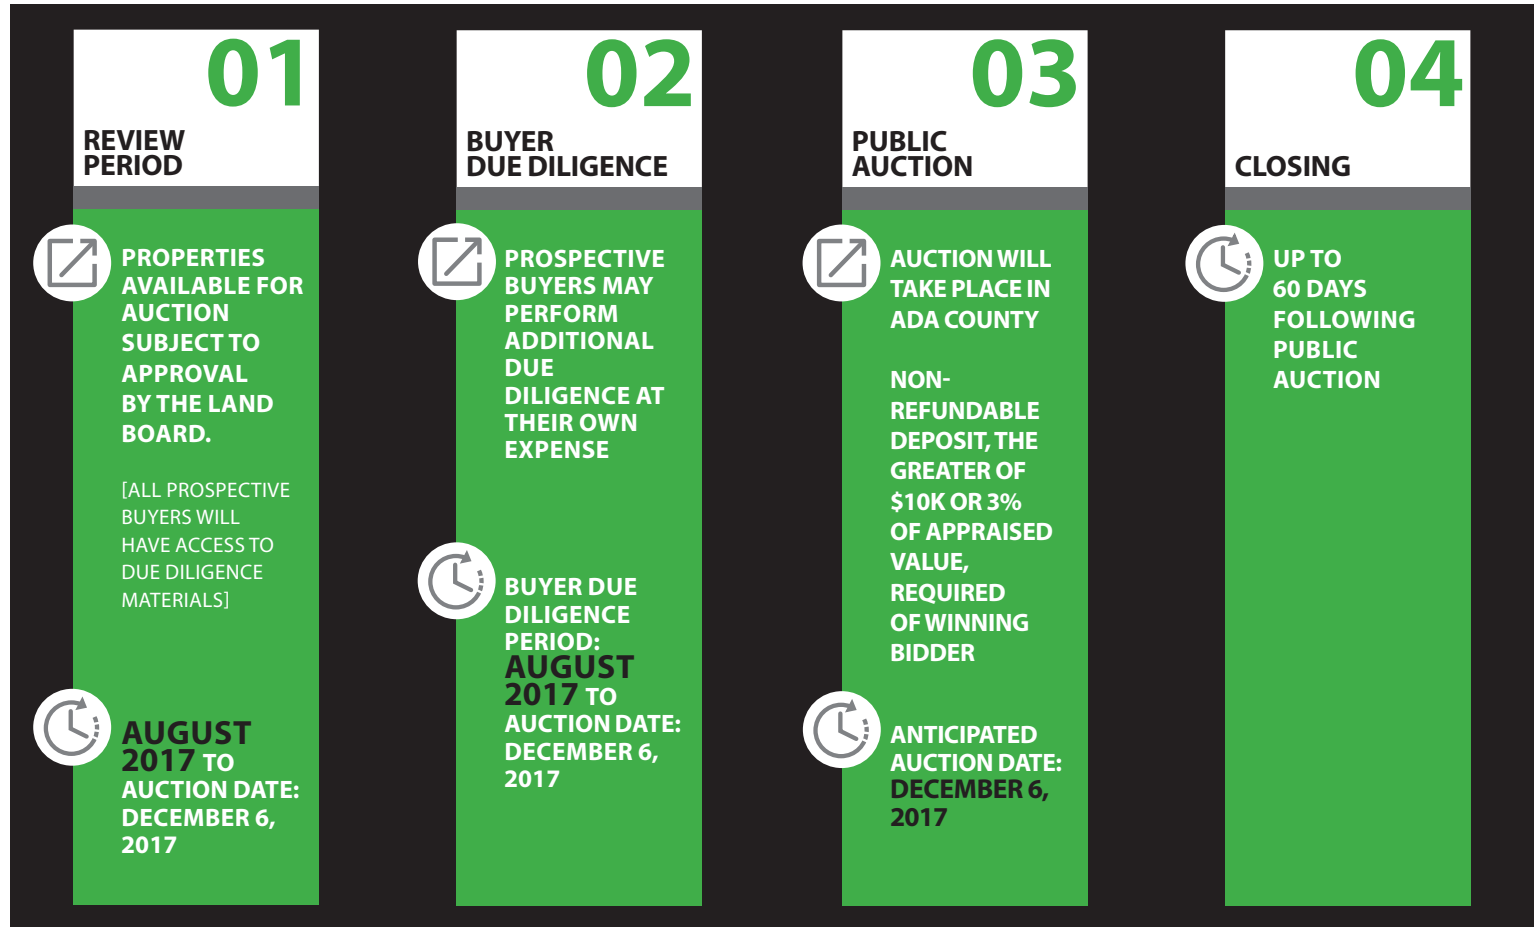 01
REVIEW
PERIOD
PROPERTIES
AVAILABLE FOR
AUCTION
SUBJECT TO
APPROVAL
BY THE LAND
BOARD.
[ALL PROSPECTIVE
BUYERS WILL
HAVE ACCESS TO
DUE DILIGENCE
MATERIALS]
AUGUST
2017 TO
AUCTION DATE:
DECEMBER 6,
2017
02
BUYER
DUE DILIGENCE
PROSPECTIVE
BUYERS MAY
PERFORM
ADDITIONAL
DUE
DILIGENCE AT
THEIR OWN
EXPENSE
BUYER DUE
DILIGENCE
PERIOD:
AUGUST
2017 TO
AUCTION DATE:
DECEMBER 6,
2017
03
PUBLIC
AUCTION
AUCTION WILL
TAKE PLACE IN
ADA COUNTY
NON-
REFUNDABLE
DEPOSIT, THE
GREATER OF
$10K OR 3%
OF APPRAISED
VALUE,
REQUIRED
OF WINNING
BIDDER
ANTICIPATED
AUCTION DATE:
DECEMBER 6,
2017
04
CLOSING
UP TO
60 DAYS
FOLLOWING
PUBLIC
AUCTION